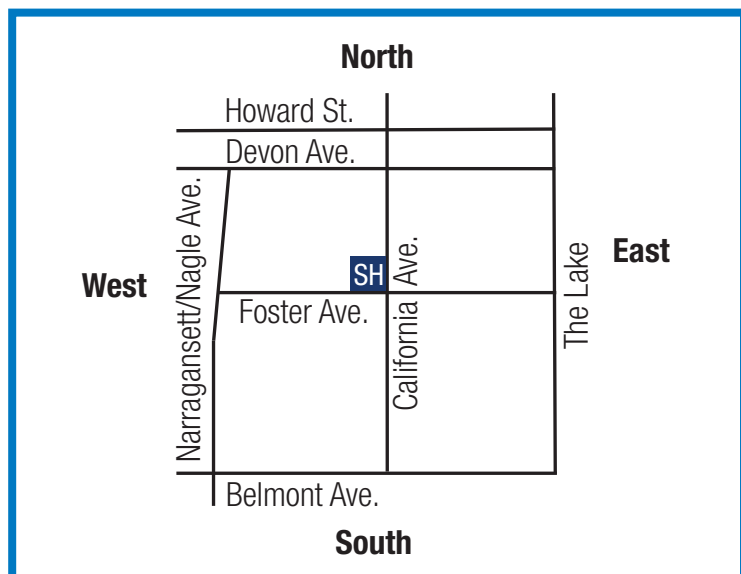 North
Howard St.
Devon Ave.
Narragansett/Nagle Ave.
West
SH
California Ave.
The Lake
East
Foster Ave.
Belmont Ave.
South